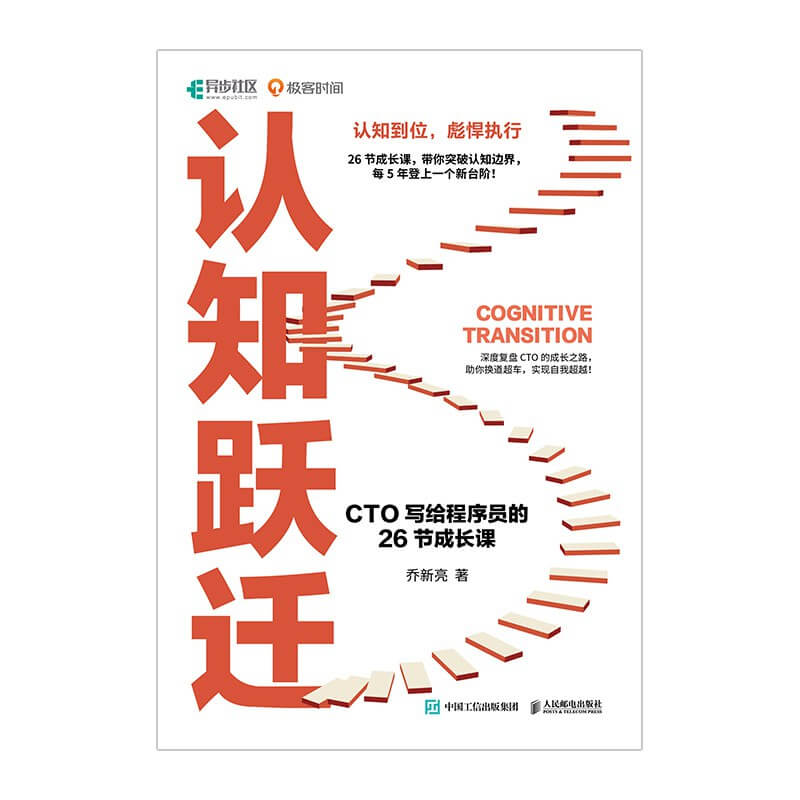 异步社区
www.epubit.com
极客时间
认知跃迁
认知到位，彪悍执行
26 节成长课，带你突破认知边界，
每 5 年登上一个新台阶！
COGNITIVE
TRANSITION
深度复盘 CTO 的成长之路，
助你换道超车，实现自我超越！
CTO 写给程序员的
26 节成长课
乔新亮 著
中国工信出版集团
人民邮电出版社
POSTS & TELECOM PRESS